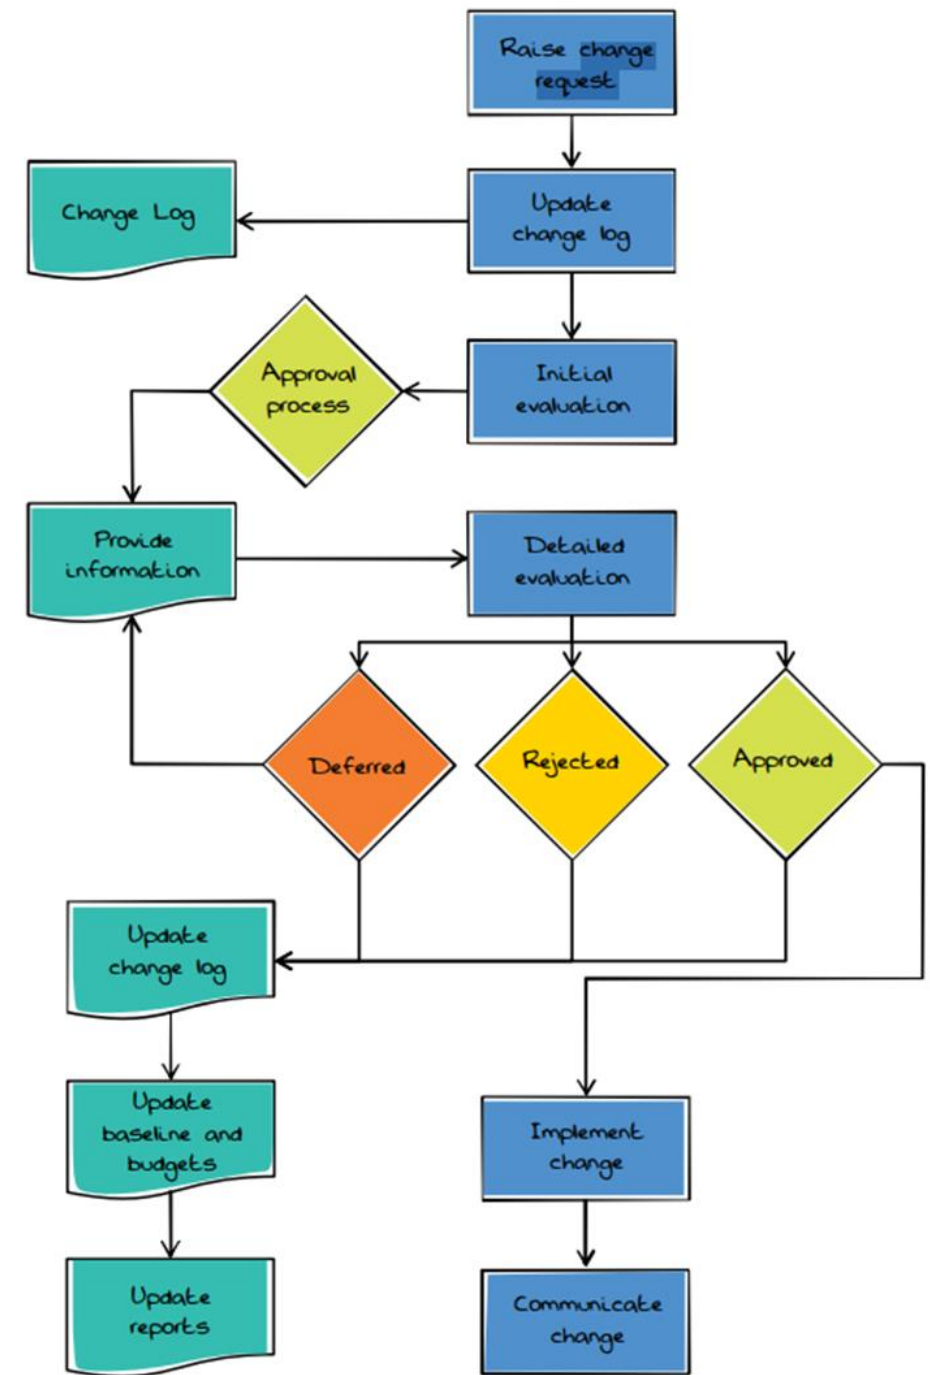 Raise change
request
Change Log
Update
change log
Approval
process
Initial
evaluation
Provide
information
Detailed
evaluation
Deferred
Rejected
Approved
Update
change log
Update
baseline and
budgets
Implement
change
Update
reports
Communicate
change